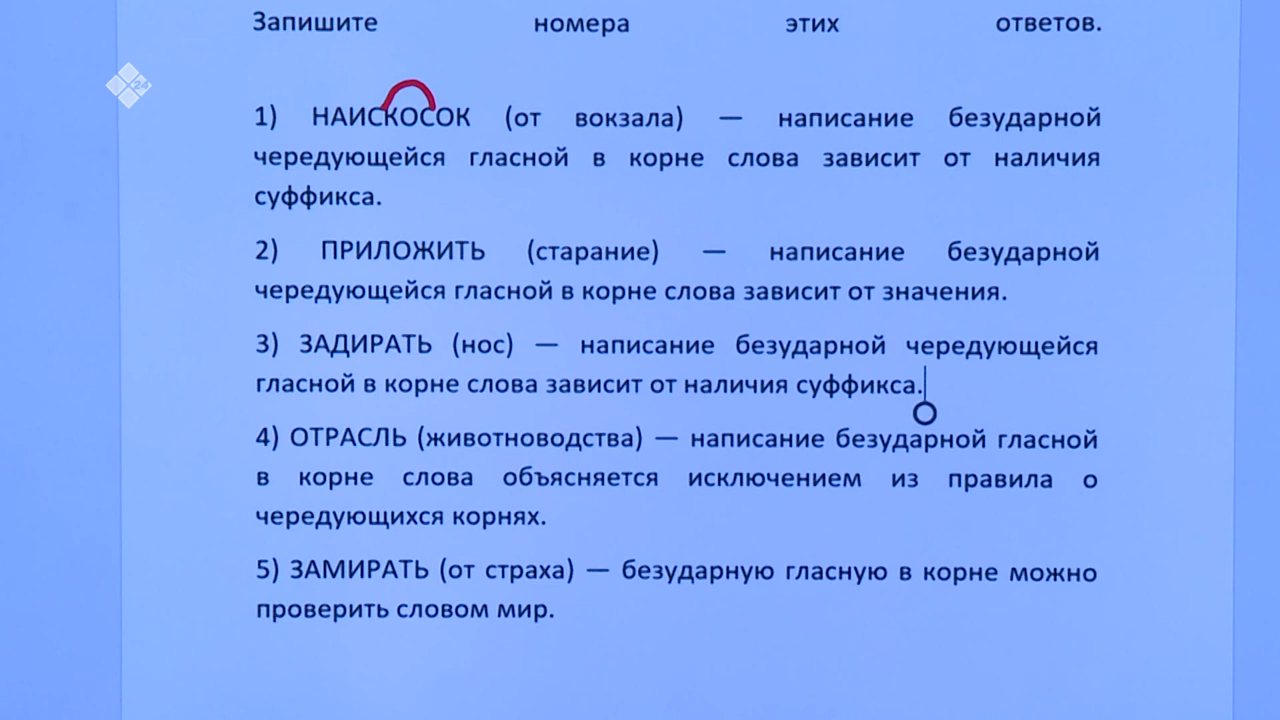 Запишите номера этих ответов.
24
1) НАИСКОСОК (от вокзала) — написание безударной
чередующейся гласной в корне слова зависит от наличия
суффикса.
2) ПРИЛОЖИТЬ (старание) — написание безударной
чередующейся гласной в корне слова зависит от значения.
3) ЗАДИРАТЬ (нос) — написание безударной чередующейся
гласной в корне слова зависит от наличия суффикса.
4) ОТРАСЛЬ (животноводства) — написание безударной гласной
в корне слова объясняется исключением из правила о
чередующихся корнях.
5) ЗАМИРАТЬ (от страха) — безударную гласную в корне можно
проверить словом мир.